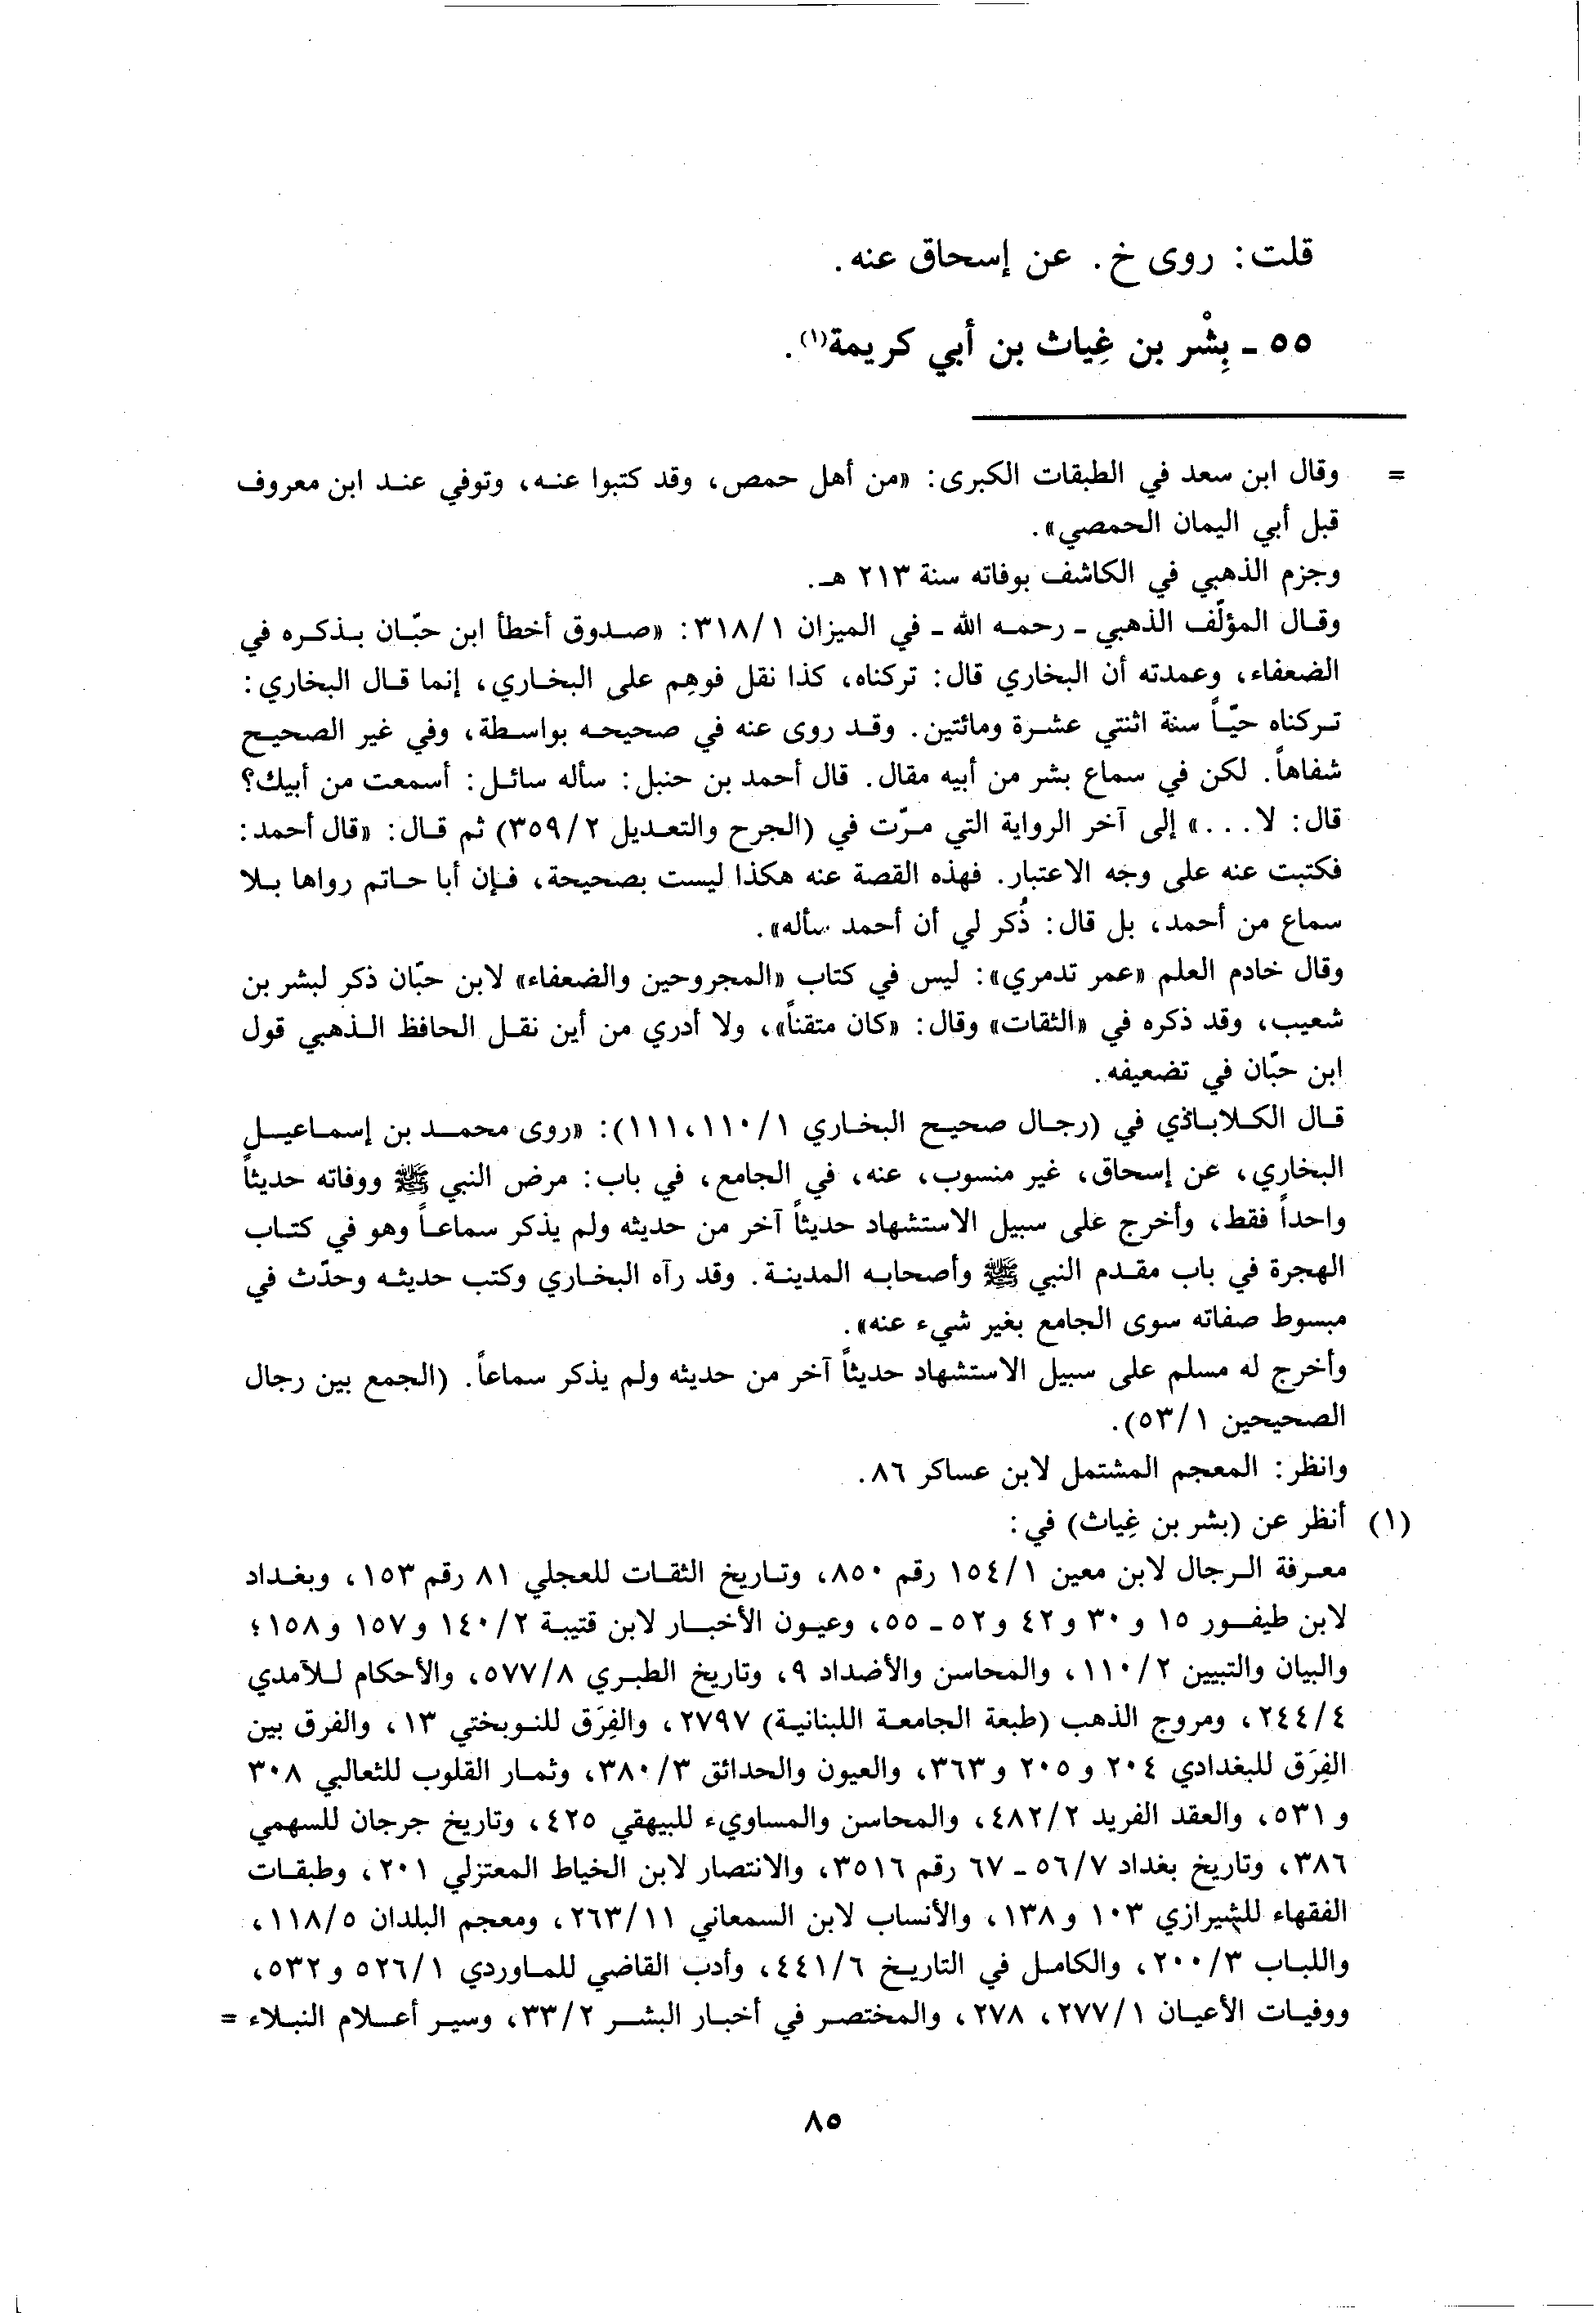 قلت: روى خ. عن إسحاق عنه.
٥٥ ـ بِشْر بن غِياث بن أبي كريمة(١).
= وقال ابن سعد في الطبقات الكبرى: «من أهل حمص، وقد كتبوا عنه، وتوفي عند ابن معروف
قبل أبي اليمان الحمصي».
وجزم الذهبي في الكاشف بوفاته سنة ٢١٣ هـ.
وقال المؤلّف الذهبي ـ رحمه الله ـ في الميزان ٣١٨/١: «صدوق أخطأ ابن حبّان بذكره في
الضعفاء، وعمدته أن البخاري قال: تركناه، كذا نقل فوهِم على البخاري، إنما قال البخاري:
تركناه حيّاً سنة اثنتي عشرة ومائتين. وقد روى عنه في صحيحه بواسطة، وفي غير الصحيح
شفاهاً. لكن في سماع بشر من أبيه مقال. قال أحمد بن حنبل: سأله سائل: أسمعت من أبيك؟
قال: لا...» إلى آخر الرواية التي مرّت في (الجرح والتعديل ٣٥٩/٢) ثم قال: «قال أحمد:
فكتبت عنه على وجه الاعتبار. فهذه القصة عنه هكذا ليست بصحيحة، فإن أبا حاتم رواها بلا
سماع من أحمد، بل قال: ذُكر لي أن أحمد سأله».
وقال خادم العلم «عمر تدمري»: ليس في كتاب «المجروحين والضعفاء» لابن حبّان ذكر لبشر بن
شعيب، وقد ذكره في «الثقات» وقال: «كان متقناً»، ولا أدري من أين نقل الحافظ الذهبي قول
ابن حبّان في تضعيفه.
قال الكلاباذي في (رجال صحيح البخاري ١١٠/١، ١١١): «روى محمد بن إسماعيل
البخاري، عن إسحاق، غير منسوب، عنه، في الجامع، في باب: مرض النبي ﷺ ووفاته حديثاً
واحداً فقط، وأخرج على سبيل الاستشهاد حديثاً آخر من حديثه ولم يذكر سماعاً وهو في كتاب
الهجرة في باب مقدم النبي ﷺ وأصحابه المدينة. وقد رآه البخاري وكتب حديثه وحدّث في
مبسوط صفاته سوى الجامع بغير شيء عنه».
وأخرج له مسلم على سبيل الاستشهاد حديثاً آخر من حديثه ولم يذكر سماعاً. (الجمع بين رجال
الصحيحين ٥٣/١).
وانظر: المعجم المشتمل لابن عساكر ٨٦.
(١) أنظر عن (بشر بن غِياث) في:
معرفة الرجال لابن معين ١٥٤/١ رقم ٨٥٠، وتاريخ الثقات للعجلي ٨١ رقم ١٥٣، وبغداد
لابن طيفور ١٥ و ٣٠ و ٤٢ و ٥٢ ـ ٥٥، وعيون الأخبار لابن قتيبة ١٤٠/٢ و ١٥٧ و ١٥٨؛
والبيان والتبيين ١١٠/٢، والمحاسن والأضداد ٩، وتاريخ الطبري ٥٧٧/٨، والأحكام للآمدي
٢٤٤/٤، ومروج الذهب (طبعة الجامعة اللبنانية) ٢٧٩٧، والفِرَق للنوبختي ١٣، والفرق بين
الفِرَق للبغدادي ٢٠٤ و ٢٠٥ و ٣٦٣، والعيون والحدائق ٣٨٠/٣، وثمار القلوب للثعالبي ٣٠٨
و ٥٣١، والعقد الفريد ٤٨٢/٢، والمحاسن والمساويء للبيهقي ٤٢٥، وتاريخ جرجان للسهمي
٣٨٦، وتاريخ بغداد ٥٦/٧ ـ ٦٧ رقم ٣٥١٦، والانتصار لابن الخياط المعتزلي ٢٠١، وطبقات
الفقهاء للشيرازي ١٠٣ و ١٣٨، والأنساب لابن السمعاني ٢٦٣/١١، ومعجم البلدان ١١٨/٥،
واللباب ٢٠٠/٣، والكامل في التاريخ ٤٤١/٦، وأدب القاضي للماوردي ٥٢٦/١ و ٥٣٢،
ووفيات الأعيان ٢٧٧/١، ٢٧٨، والمختصر في أخبار البشر ٣٣/٢، وسير أعلام النبلاء =
٨٥